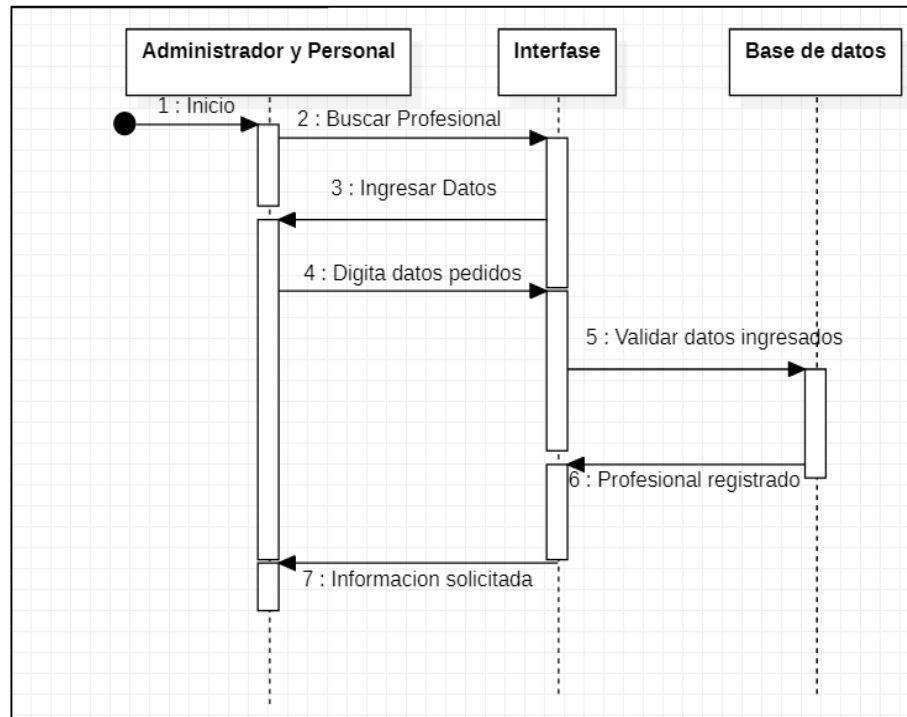 Administrador y Personal
Interfase
Base de datos
1 : Inicio
2 : Buscar Profesional
3 : Ingresar Datos
4 : Digita datos pedidos
5 : Validar datos ingresados
6 : Profesional registrado
7 : Informacion solicitada